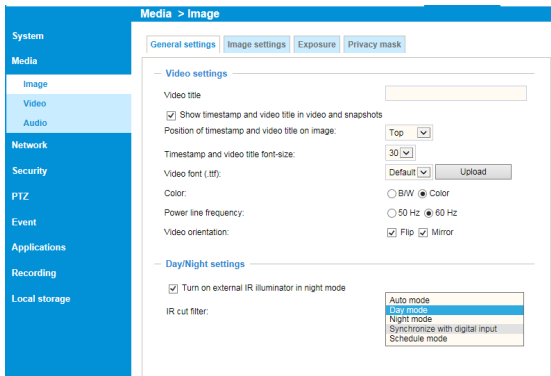 Media > Image
System
Media
Image
Video
Audio
Network
Security
PTZ
Event
Applications
Recording
Local storage
General settings Image settings Exposure Privacy mask
Video settings
Video title
Show timestamp and video title in video and snapshots
Position of timestamp and video title on image: Top
Timestamp and video title font-size: 30
Video font (.ttf): Default Upload
Color: B/W Color
Power line frequency: 50 Hz 60 Hz
Video orientation: Flip Mirror
Day/Night settings
Turn on external IR illuminator in night mode
IR cut filter:
Auto mode
Day mode
Night mode
Synchronize with digital input
Schedule mode